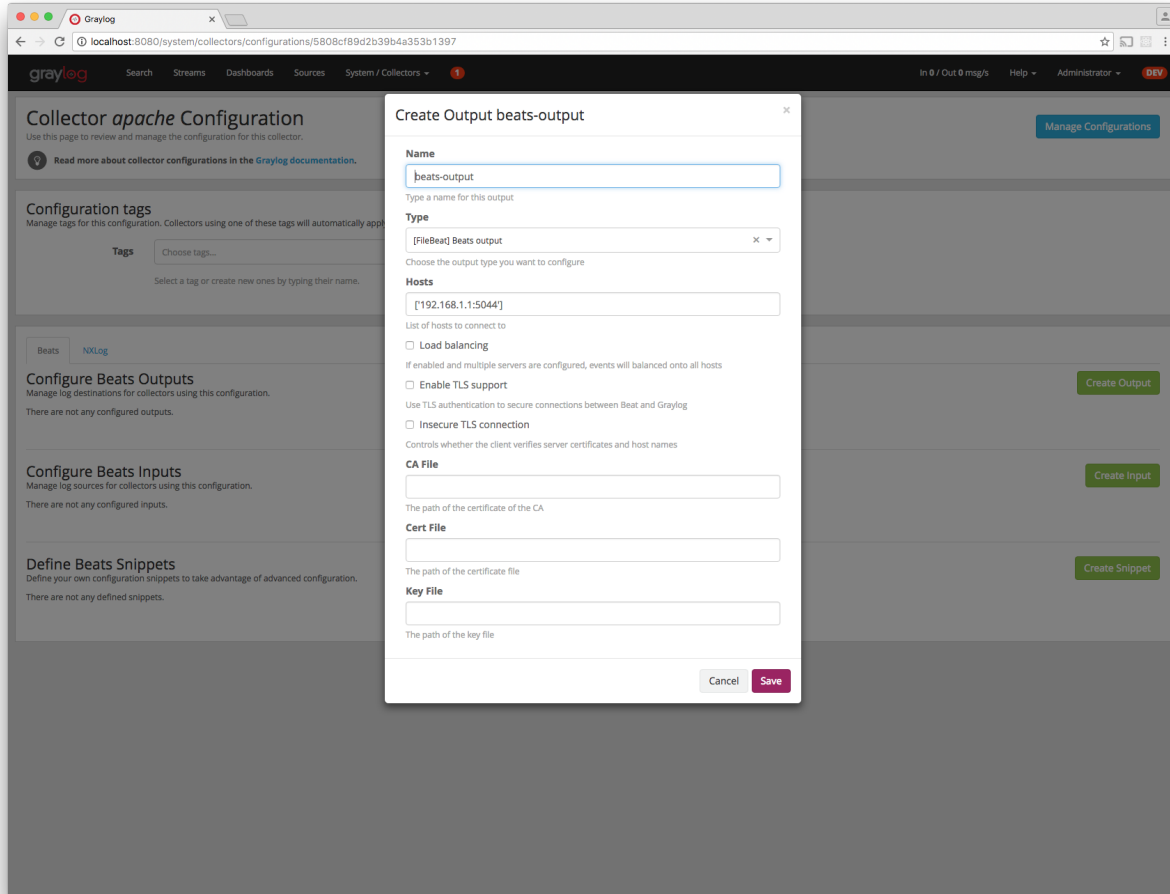 Graylog
localhost:8080/system/collectors/configurations/5808cf89d2b39b4a353b1397
graylog Search Streams Dashboards Sources System / Collectors 1 In 0 / Out 0 msg/s Help Administrator DEV
Collector apache Configuration
Use this page to review and manage the configuration for this collector.
Read more about collector configurations in the Graylog documentation.
Manage Configurations
Configuration tags
Manage tags for this configuration. Collectors using one of these tags will automatically
Tags
Choose tags...
Select a tag or create new ones by typing their name.
Beats NXLog
Configure Beats Outputs
Manage log destinations for collectors using this configuration.
There are not any configured outputs.
Create Output
Configure Beats Inputs
Manage log sources for collectors using this configuration.
There are not any configured inputs.
Create Input
Define Beats Snippets
Define your own configuration snippets to take advantage of advanced configuration.
There are not any defined snippets.
Create Snippet
Create Output beats-output
Name
beats-output
Type a name for this output
Type
[FileBeat] Beats output
Choose the output type you want to configure
Hosts
['192.168.1.1:5044']
List of hosts to connect to
Load balancing
If enabled and multiple servers are configured, events will balanced onto all hosts
Enable TLS support
Use TLS authentication to secure connections between Beat and Graylog
Insecure TLS connection
Controls whether the client verifies server certificates and host names
CA File
The path of the certificate of the CA
Cert File
The path of the certificate file
Key File
The path of the key file
Cancel Save